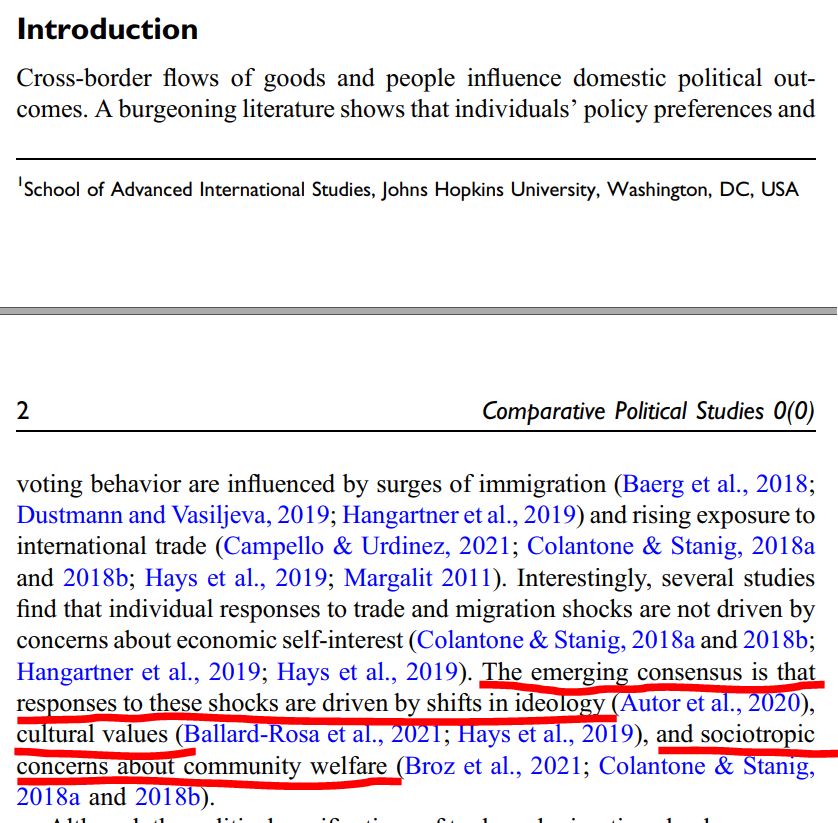 Introduction
Cross-border flows of goods and people influence domestic political out-
comes. A burgeoning literature shows that individuals’ policy preferences and
1School of Advanced International Studies, Johns Hopkins University, Washington, DC, USA
2 Comparative Political Studies 0(0)
voting behavior are influenced by surges of immigration (Baerg et al., 2018;
Dustmann and Vasiljeva, 2019; Hangartner et al., 2019) and rising exposure to
international trade (Campello & Urdinez, 2021; Colantone & Stanig, 2018a
and 2018b; Hays et al., 2019; Margalit 2011). Interestingly, several studies
find that individual responses to trade and migration shocks are not driven by
concerns about economic self-interest (Colantone & Stanig, 2018a and 2018b;
Hangartner et al., 2019; Hays et al., 2019). The emerging consensus is that
responses to these shocks are driven by shifts in ideology (Autor et al., 2020),
cultural values (Ballard-Rosa et al., 2021; Hays et al., 2019), and sociotropic
concerns about community welfare (Broz et al., 2021; Colantone & Stanig,
2018a and 2018b).